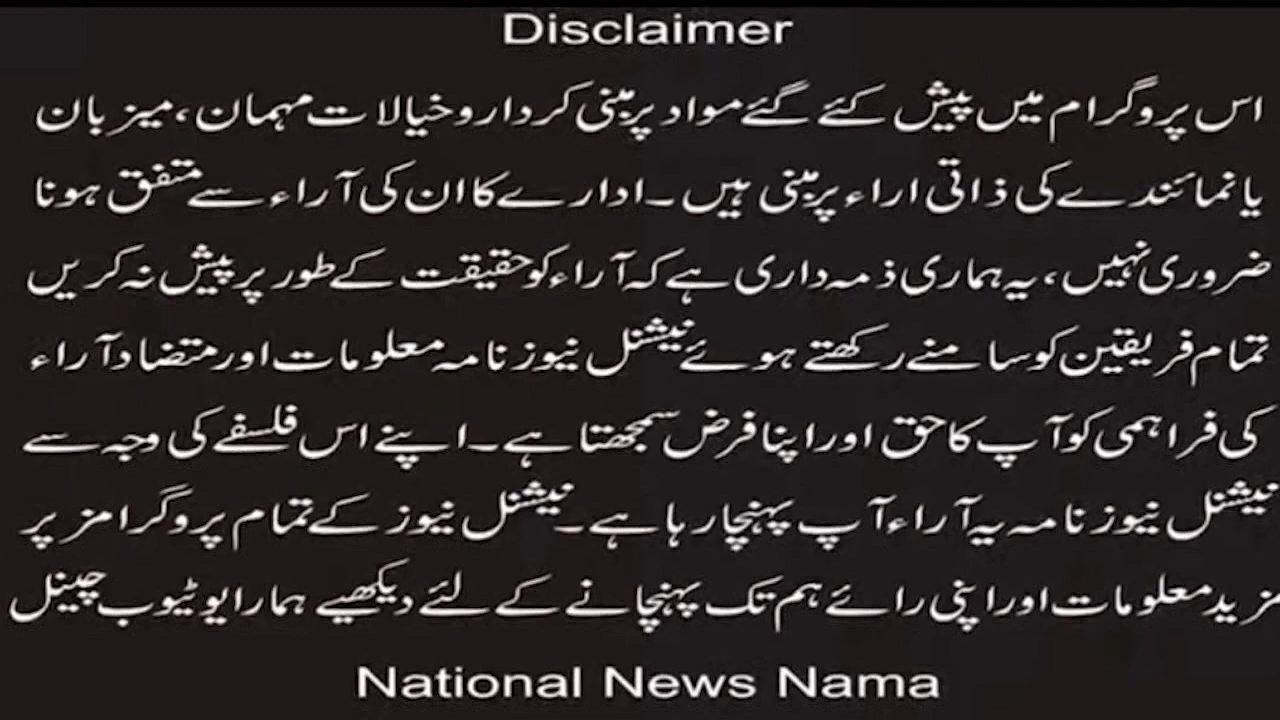 Disclaimer
اس پروگرام میں پیش کئے گئے مواد پر مبنی کردار و خیالات مہمان، میزبان
یا نمائندے کی ذاتی اراء پر مبنی ہیں۔ ادارے کا ان کی آراء سے متفق ہونا
ضروری نہیں، یہ ہماری ذمہ داری ہے کہ آراء کو حقیقت کے طور پر پیش نہ کریں
تمام فریقین کو سامنے رکھتے ہوئے نیشنل نیوز نامہ معلومات اور متضاد آراء
کی فراہمی کو آپ کا حق اور اپنا فرض سمجھتا ہے۔ اپنے اس فلسفے کی وجہ سے
نیشنل نیوز نامہ یہ آراء آپ پہنچا رہا ہے۔ نیشنل نیوز کے تمام پروگرامز پر
مزید معلومات اور اپنی رائے ہم تک پہنچانے کے لئے دیکھیے ہمارا یوٹیوب چینل
National News Nama